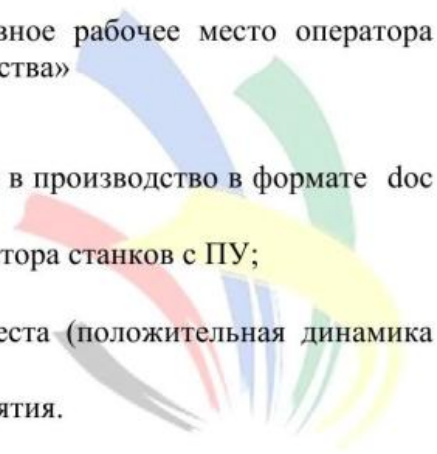 вное рабочее место оператора
ства»
в производство в формате doc
тора станков с ПУ;
еста (положительная динамика
ятия.